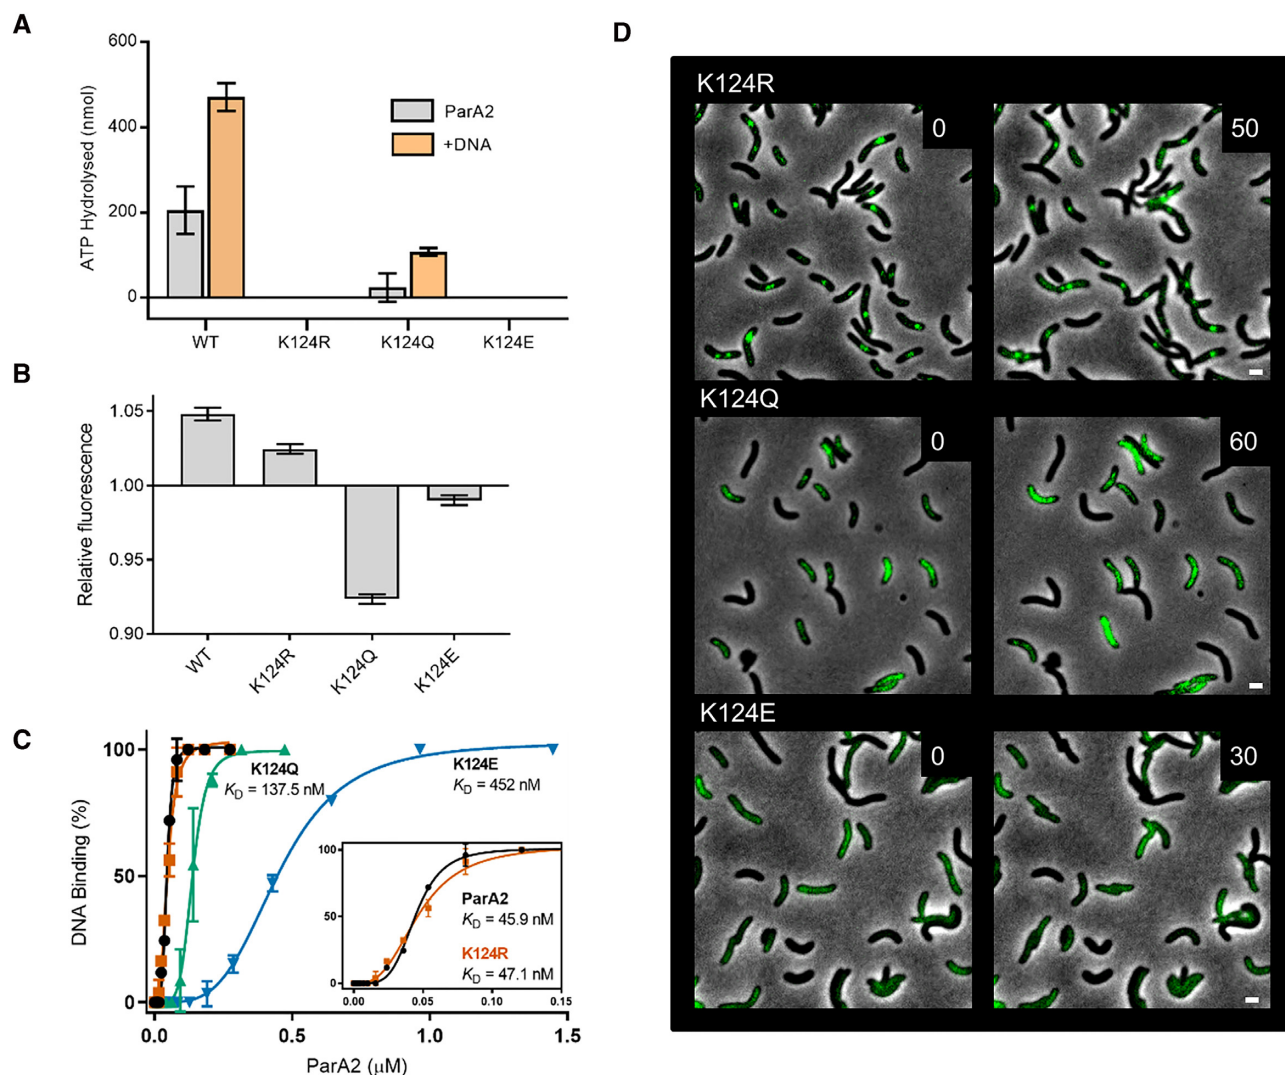 A
600
400
200
0
ATP Hydrolysed (nmol)
ParA2
+DNA
WT
K124R
K124Q
K124E
B
1.05
1.00
0.95
0.90
Relative fluorescence
WT
K124R
K124Q
K124E
C
100
50
0
DNA Binding (%)
K124Q
KD = 137.5 nM
K124E
KD = 452 nM
100
50
0
ParA2
KD = 45.9 nM
K124R
KD = 47.1 nM
0.00 0.05 0.10 0.15
0.0 0.5 1.0 1.5
ParA2 (μM)
D
K124R
0
50
K124Q
0
60
K124E
0
30